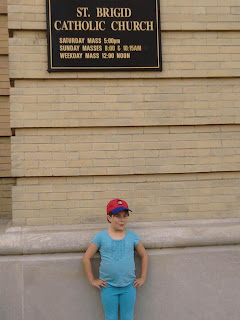 ST. BRIGID
CATHOLIC CHURCH
SATURDAY MASS 5:00pm
SUNDAY MASSES 8:00 & 10:15AM
WEEKDAY MASS 12:00 NOON